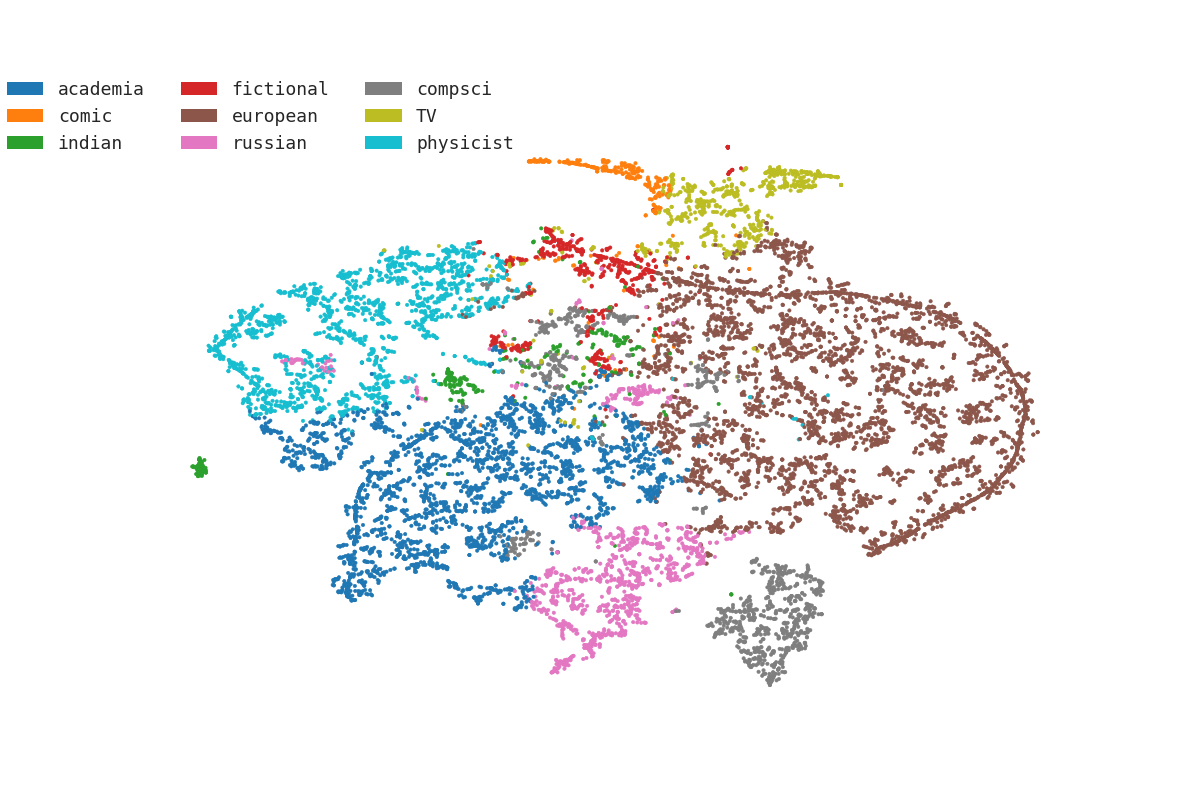 academia fictional compsci
comic european TV
indian russian physicist